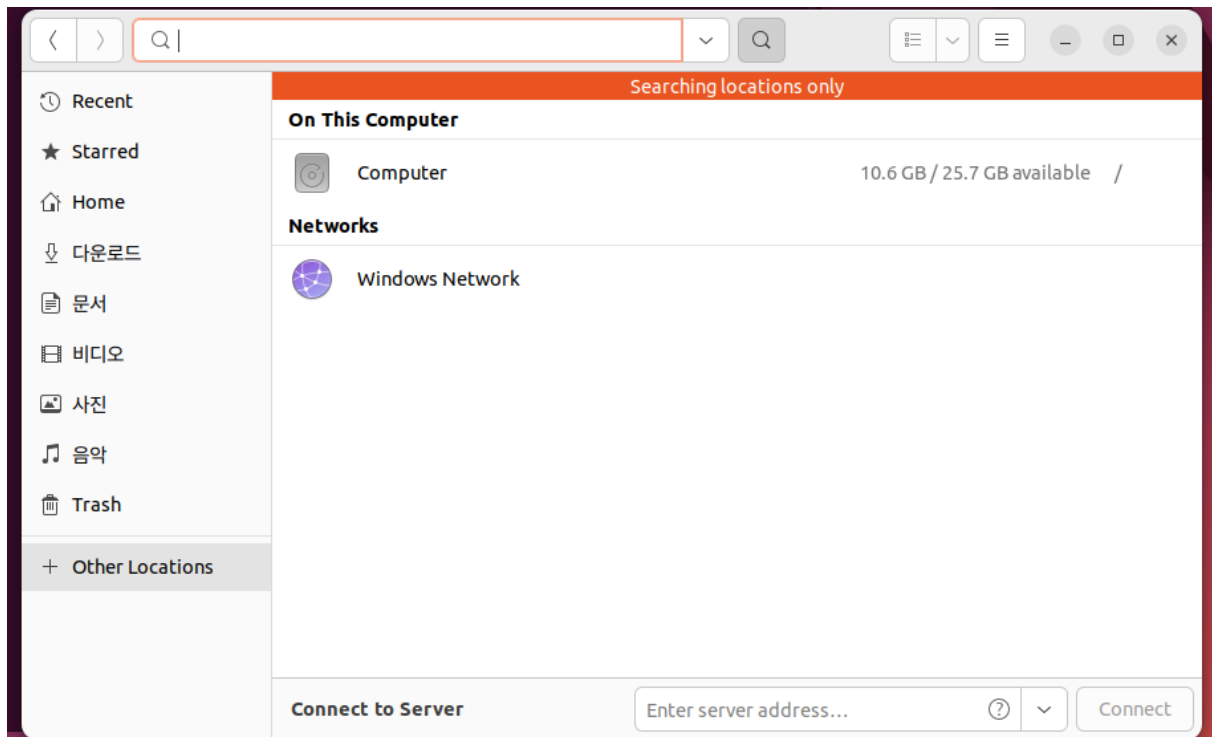 Searching locations only
Recent
Starred
Home
다운로드
문서
비디오
사진
음악
Trash
Other Locations
On This Computer
Computer 10.6 GB / 25.7 GB available /
Networks
Windows Network
Connect to Server Enter server address... Connect